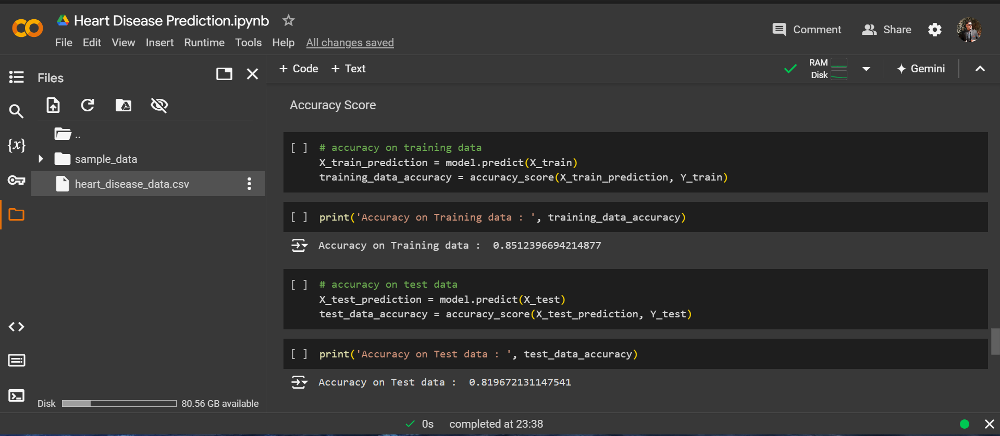 Heart Disease Prediction.ipynb
File Edit View Insert Runtime Tools Help All changes saved
Comment Share
Files
+ Code + Text
RAM
Disk
Gemini
..
sample_data
heart_disease_data.csv
{x}
Disk 80.56 GB available
Accuracy Score
[ ] # accuracy on training data
X_train_prediction = model.predict(X_train)
training_data_accuracy = accuracy_score(X_train_prediction, Y_train)
[ ] print('Accuracy on Training data : ', training_data_accuracy)
Accuracy on Training data :  0.8512396694214877
[ ] # accuracy on test data
X_test_prediction = model.predict(X_test)
test_data_accuracy = accuracy_score(X_test_prediction, Y_test)
[ ] print('Accuracy on Test data : ', test_data_accuracy)
Accuracy on Test data :  0.819672131147541
0s completed at 23:38